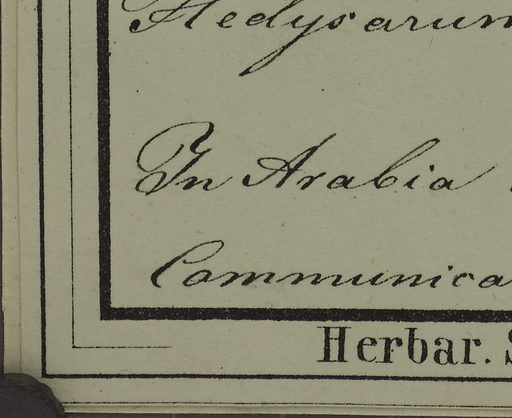 Hedysarum
In Arabia
Communica
Herbar. S